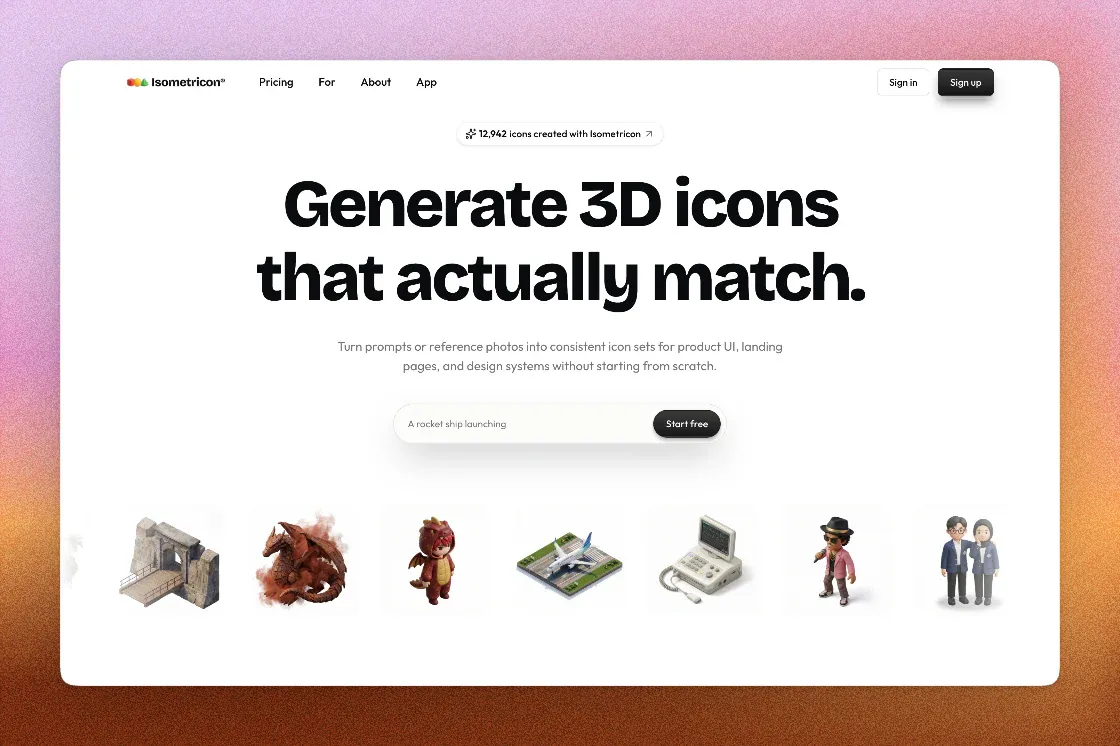 Isometricon®
Pricing
For
About
App
Sign in
Sign up
12,942 icons created with Isometricon
Generate 3D icons
that actually match.
Turn prompts or reference photos into consistent icon sets for product UI, landing
pages, and design systems without starting from scratch.
A rocket ship launching
Start free